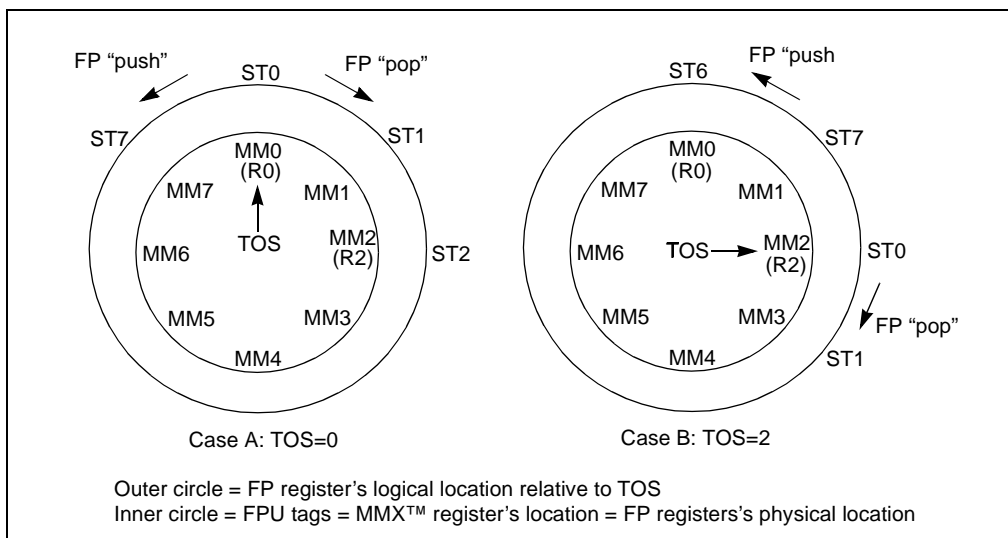 FP “push”
FP “pop”
ST0
ST7
ST1
MM0
(R0)
MM7
MM1
TOS
MM6
MM2
(R2)
ST2
MM5
MM3
MM4
Case A: TOS=0
FP “push
ST6
ST7
MM0
(R0)
MM7
MM1
MM6
TOS
MM2
(R2)
ST0
MM5
MM3
FP “pop”
MM4
ST1
Case B: TOS=2
Outer circle = FP register’s logical location relative to TOS
Inner circle = FPU tags = MMX™ register’s location = FP registers’s physical location